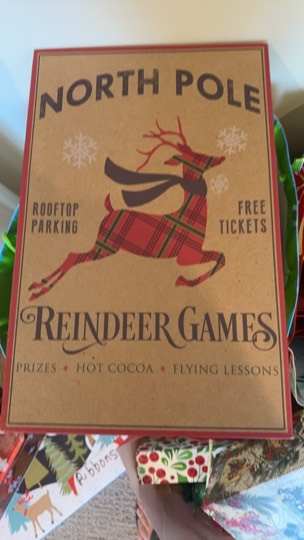 NORTH POLE
ROOFTOP
PARKING
FREE
TICKETS
REINDEER GAMES
PRIZES • HOT COCOA • FLYING LESSONS
Ribbons